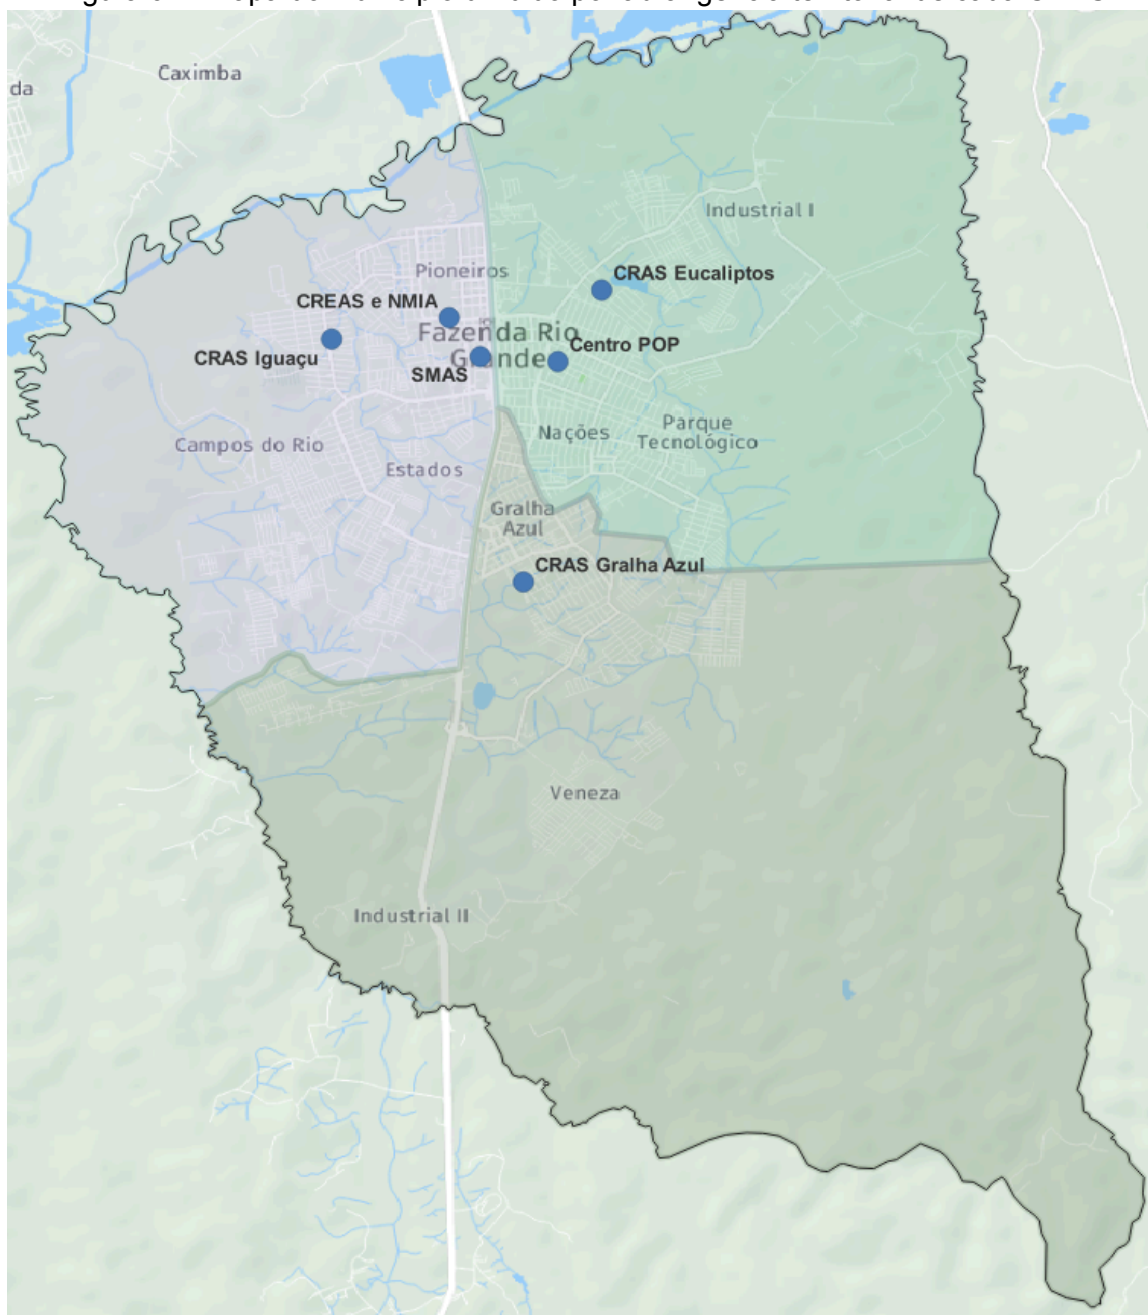 Caximba
da
Industrial I
Pioneiros
CRAS Eucaliptos
CREAS e NMIA
Fazenda Rio
Grande
Centro POP
CRAS Iguaçu
SMAS
Parque
Tecnológico
Nações
Campos do Rio
Estados
Gralha
Azul
CRAS Gralha Azul
Veneza
Industrial II